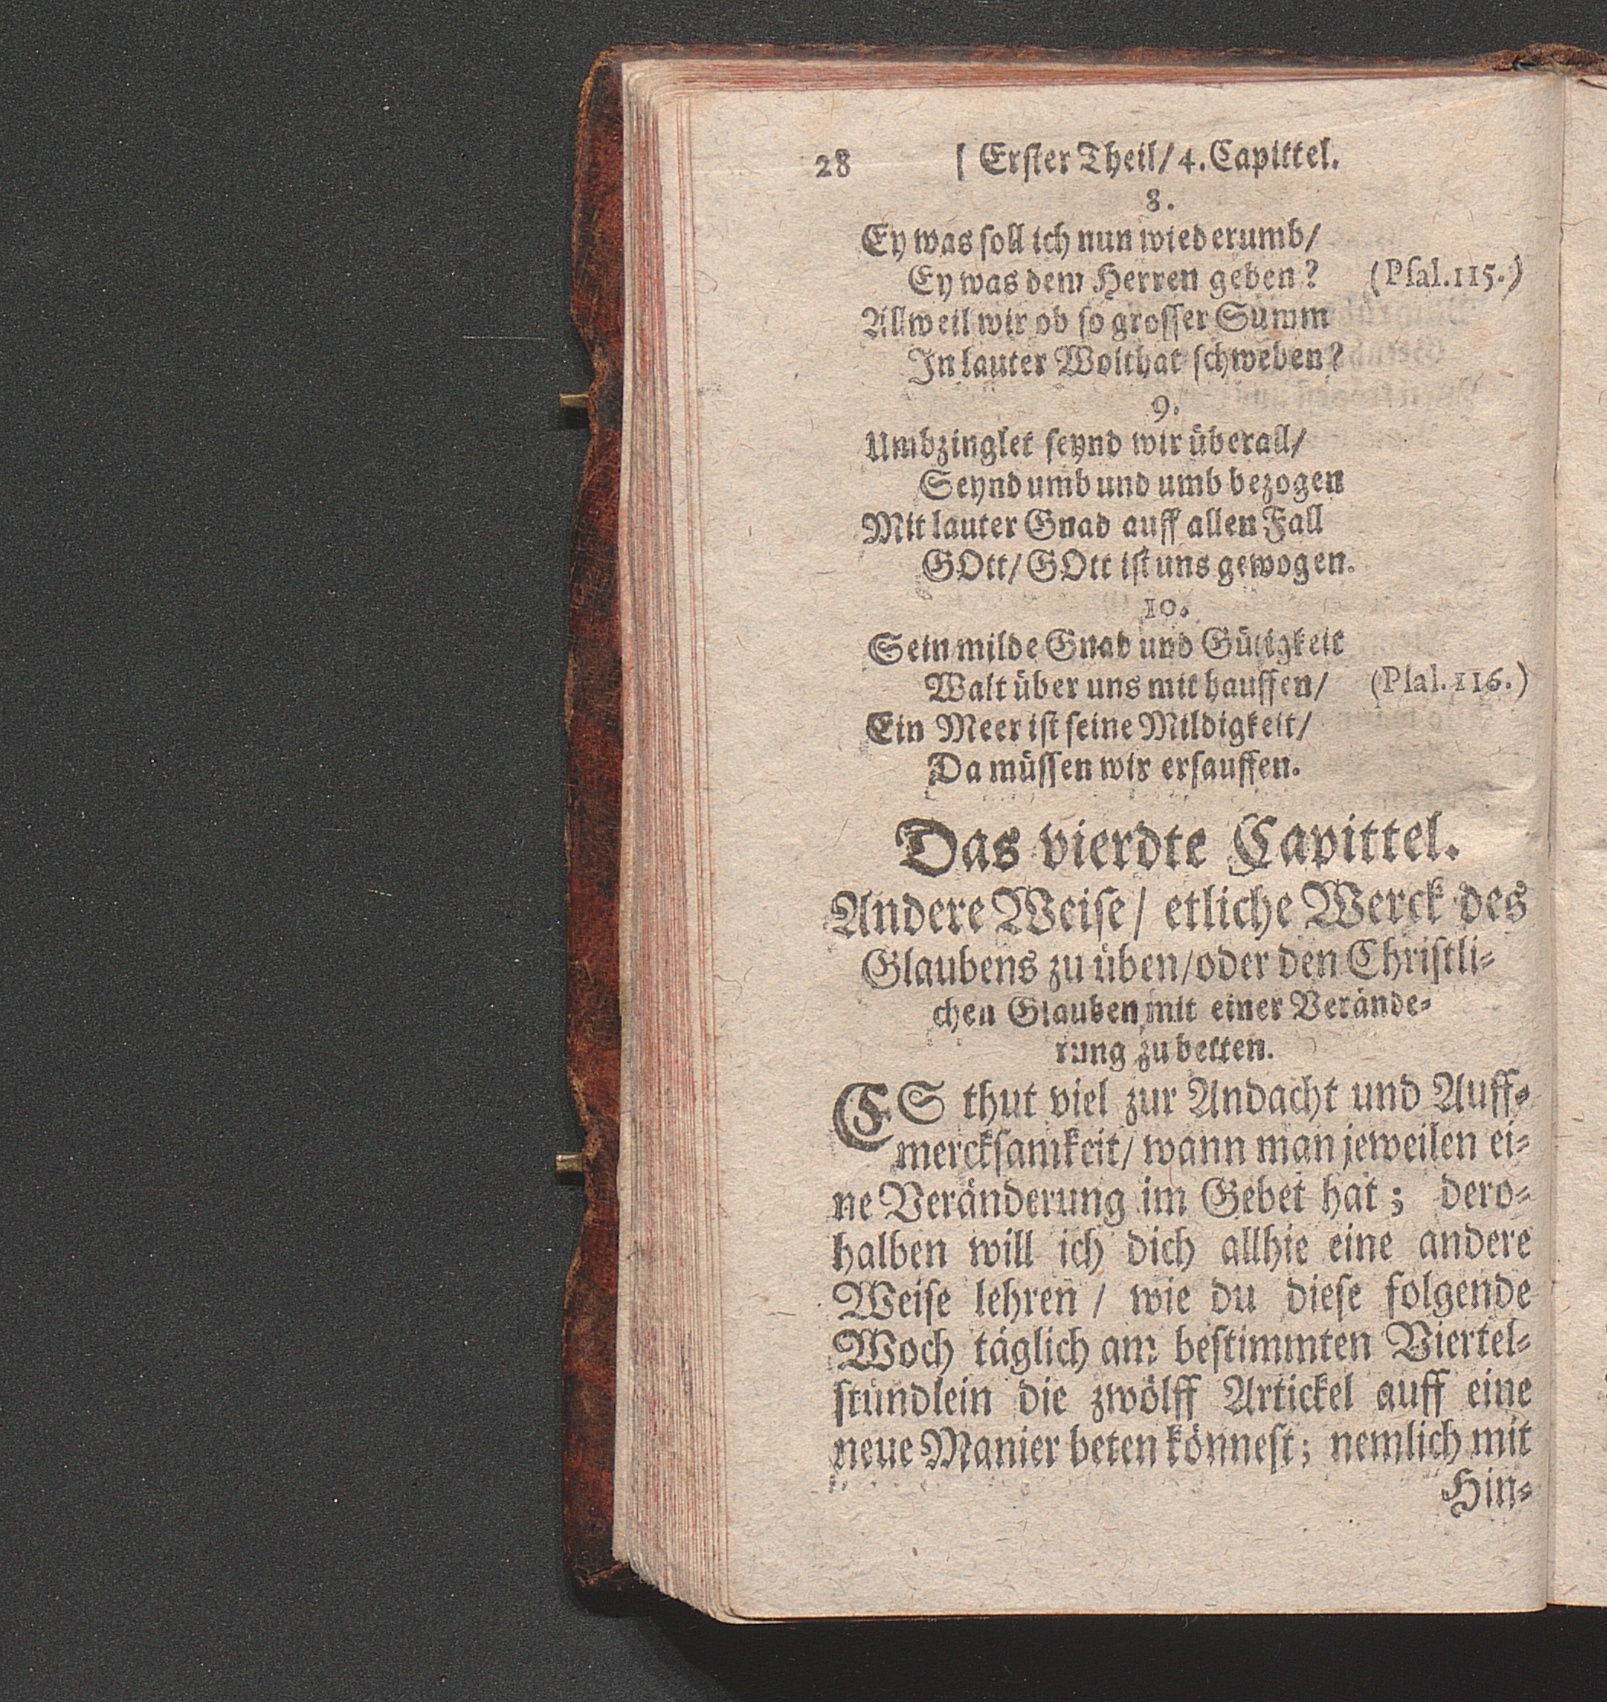 28 [ Erster Theil/ 4. Capittel.
8.
Ey was soll ich nun wiederumb/
Ey was dem Herren geben? (Psal. 115.)
Allweil wir ob so grosser Summ
In lauter Wolthat schweben?
9.
Umbzinglet seynd wir überall/
Seynd umb und umb bezogen
Mit lauter Gnad auff allen Fall
GOtt/ GOtt ist uns gewogen.
10.
Sein milde Gnad und Gütigkeit
Walt über uns mit hauffen/ (Psal. 116.)
Ein Meer ist seine Mildigkeit/
Da müssen wir ersauffen.
Das vierdte Capittel.
Andere Weise/ etliche Werck des
Glaubens zu üben/ oder den Christli-
chen Glauben mit einer Verände-
rung zu betten.
ES thut viel zur Andacht und Auff-
mercksamkeit/ wann man jeweilen ei-
ne Veränderung im Gebet hat; dero-
halben will ich dich allhie eine andere
Weise lehren / wie du diese folgende
Woch täglich am bestimmten Viertel-
stündlein die zwölff Artickel auff eine
neue Manier beten könnest; nemlich mit
Hin-